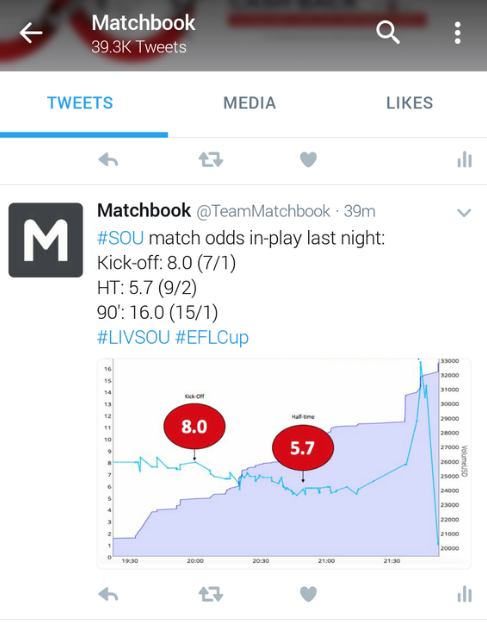 Matchbook
39.3K Tweets
TWEETS MEDIA LIKES
Matchbook @TeamMatchbook · 39m
M
#SOU match odds in-play last night:
Kick-off: 8.0 (7/1)
HT: 5.7 (9/2)
90': 16.0 (15/1)
#LIVSOU #EFLCup
16
15
14
13
12
11
10
9
8
7
6
5
4
3
2
1
0
Kick-Off
8.0
Half-time
5.7
33000
32000
31000
30000
29000
28000
27000
26000
25000
24000
23000
22000
21000
20000
VolumeUSD
19:30 20:00 20:30 21:00 21:30